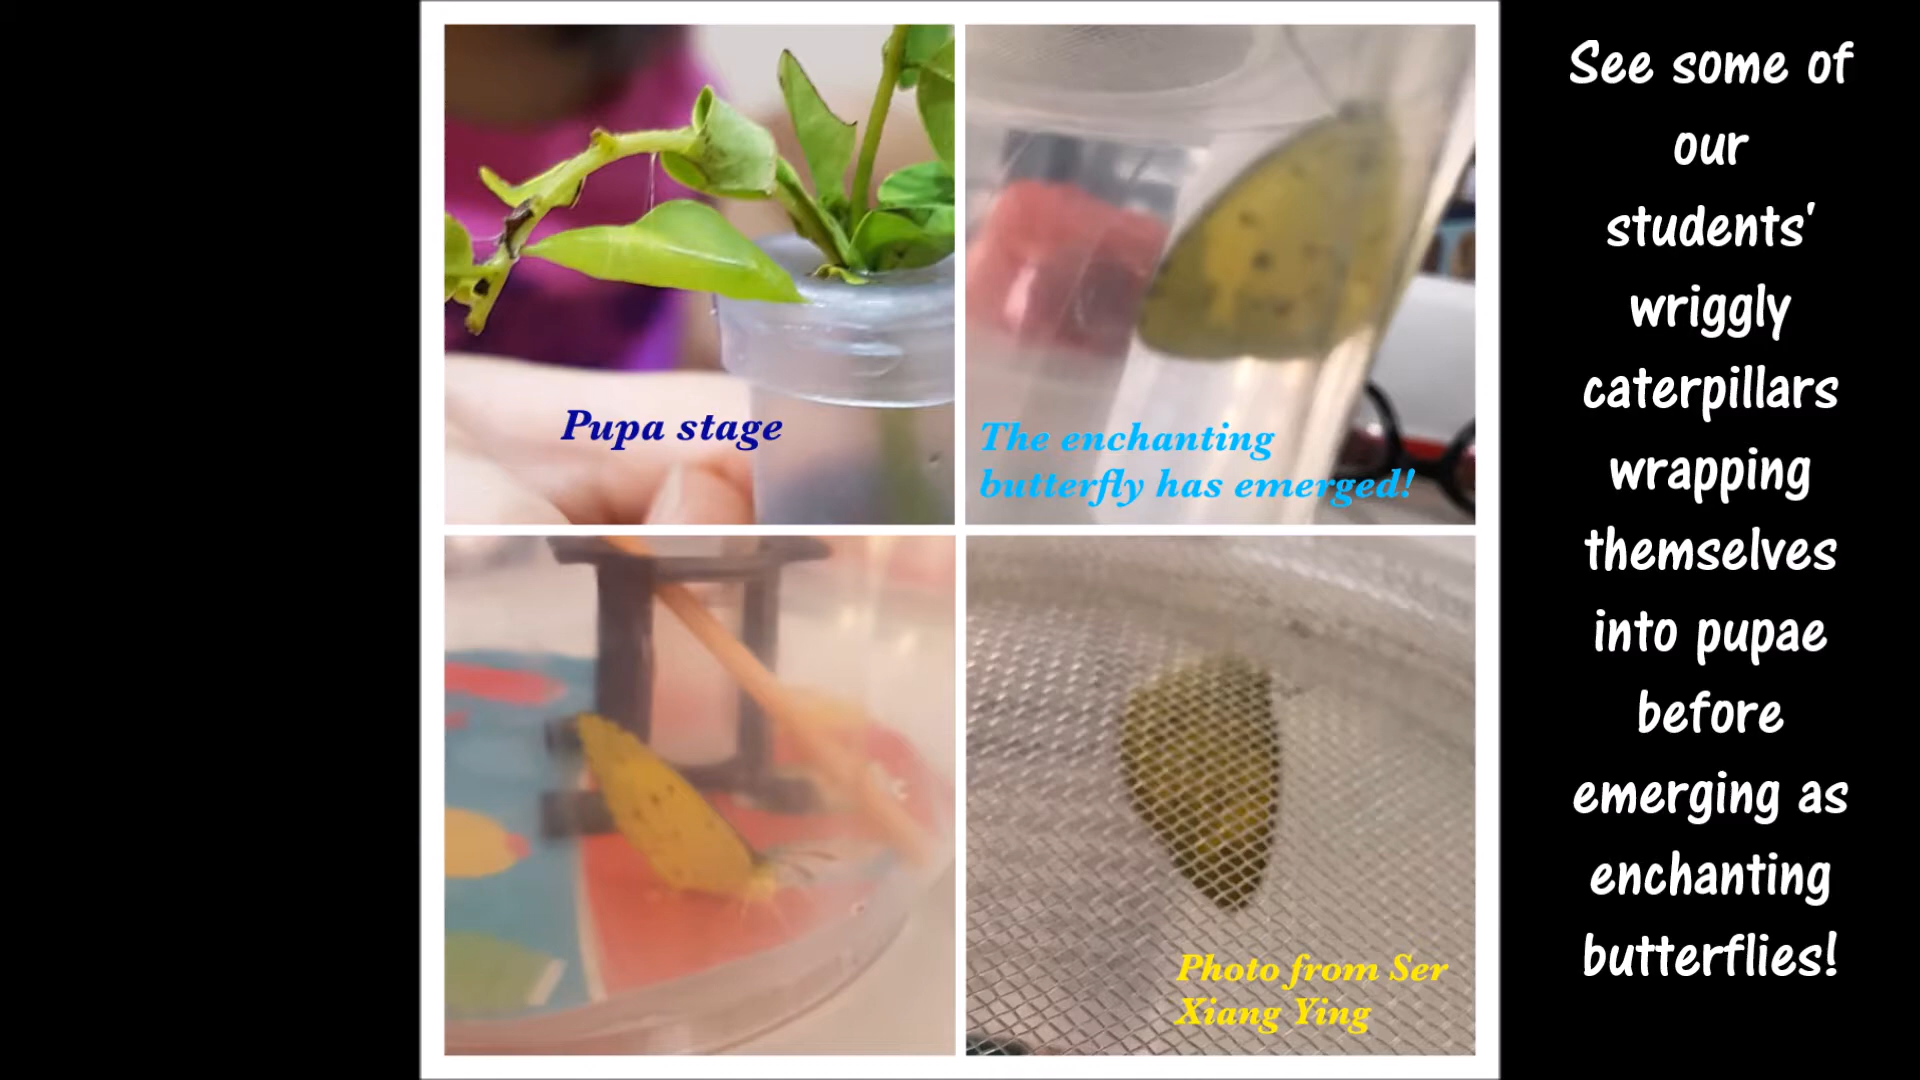 Pupa stage
The enchanting
butterfly has emerged!
Photo from Ser
Xiang Ying
See some of
our
students'
wriggly
caterpillars
wrapping
themselves
into pupae
before
emerging as
enchanting
butterflies!